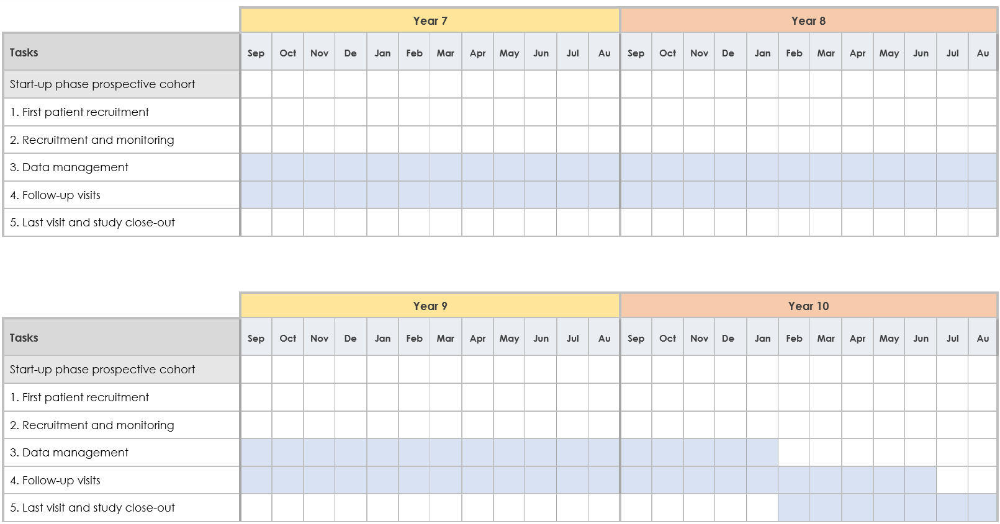 Year 7 Year 8
Tasks Sep Oct Nov De Jan Feb Mar Apr May Jun Jul Au Sep Oct Nov De Jan Feb Mar Apr May Jun Jul Au
Start-up phase prospective cohort
1. First patient recruitment
2. Recruitment and monitoring
3. Data management
4. Follow-up visits
5. Last visit and study close-out
Year 9 Year 10
Tasks Sep Oct Nov De Jan Feb Mar Apr May Jun Jul Au Sep Oct Nov De Jan Feb Mar Apr May Jun Jul Au
Start-up phase prospective cohort
1. First patient recruitment
2. Recruitment and monitoring
3. Data management
4. Follow-up visits
5. Last visit and study close-out